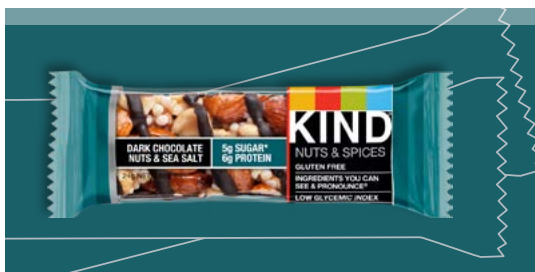 DARK CHOCOLATE
NUTS & SEA SALT
5g SUGAR*
6g PROTEIN
KIND
NUTS & SPICES
GLUTEN FREE
INGREDIENTS YOU CAN
SEE & PRONOUNCE®
LOW GLYCEMIC INDEX